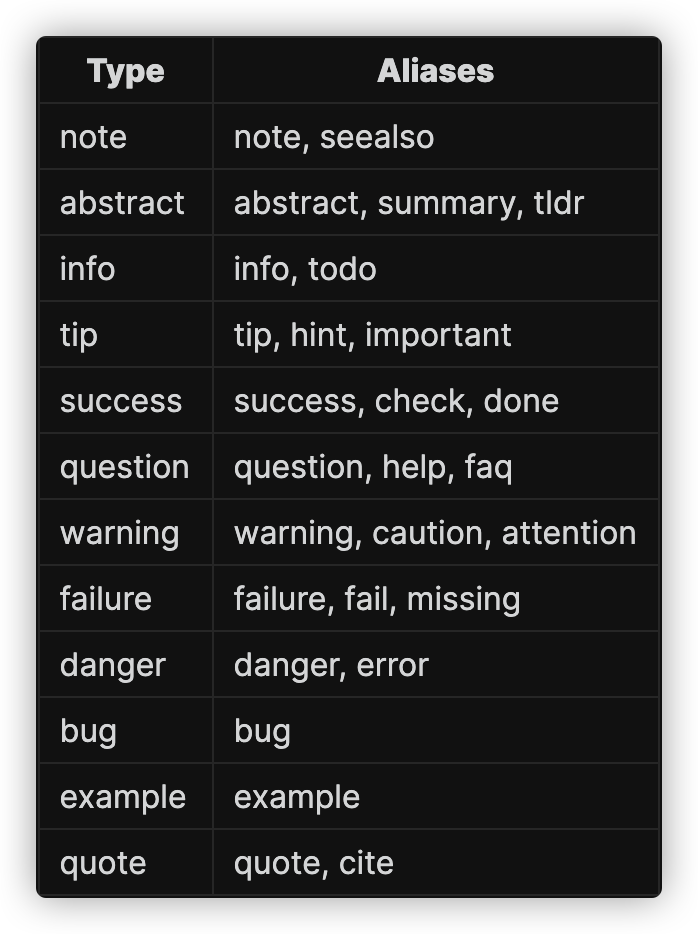 Type Aliases
note note, seealso
abstract abstract, summary, tldr
info info, todo
tip tip, hint, important
success success, check, done
question question, help, faq
warning warning, caution, attention
failure failure, fail, missing
danger danger, error
bug bug
example example
quote quote, cite